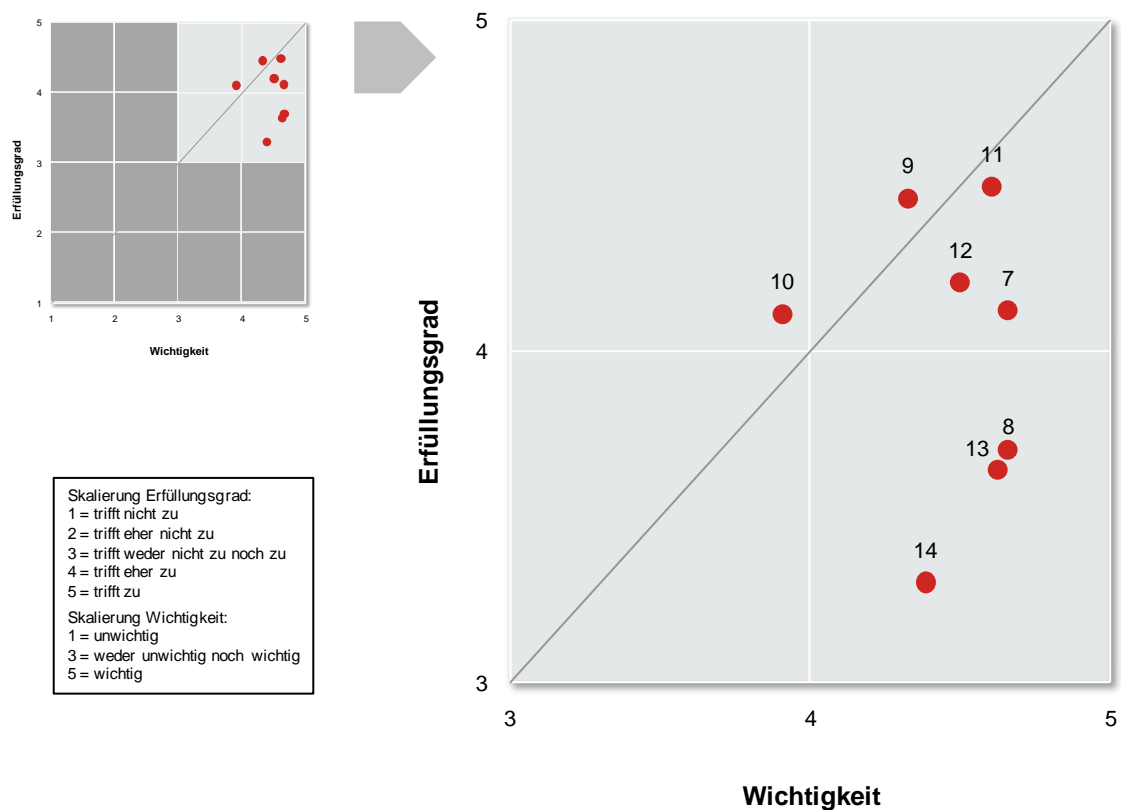 5
4
3
2
1
Erfüllungsgrad
1 2 3 4 5
Wichtigkeit
Skalierung Erfüllungsgrad:
1 = trifft nicht zu
2 = trifft eher nicht zu
3 = trifft weder nicht zu noch zu
4 = trifft eher zu
5 = trifft zu
Skalierung Wichtigkeit:
1 = unwichtig
3 = weder unwichtig noch wichtig
5 = wichtig
5
4
3
Erfüllungsgrad
11
9
12
7
10
8
13
14
3 4 5
Wichtigkeit